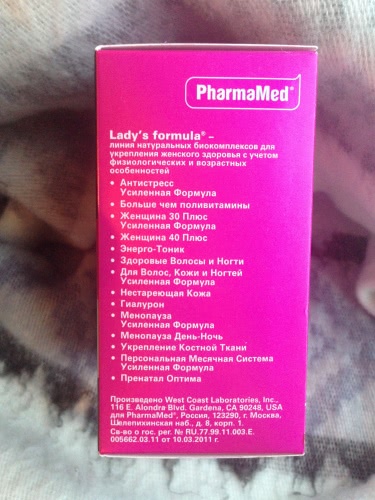 PharmaMed®
Lady's formula® –
линия натуральных биокомплексов для
укрепления женского здоровья с учетом
физиологических и возрастных
особенностей
• Антистресс
Усиленная Формула
• Больше чем поливитамины
• Женщина 30 Плюс
Усиленная Формула
• Женщина 40 Плюс
• Энерго-Тоник
• Здоровые Волосы и Ногти
• Для Волос, Кожи и Ногтей
Усиленная Формула
• Нестареющая Кожа
• Гиалурон
• Менопауза
Усиленная Формула
• Менопауза День-Ночь
• Укрепление Костной Ткани
• Персональная Месячная Система
Усиленная Формула
• Пренатал Оптима
Произведено West Coast Laboratories, Inc.,
116 E. Alondra Blvd. Gardena, CA 90248, USA
для PharmaMed®, Россия, 123290, г. Москва,
Шелепихинская наб., д. 8, корп. 1.
Св-во о гос. рег. № RU.77.99.11.003.Е.
005662.03.11 от 10.03.2011 г.